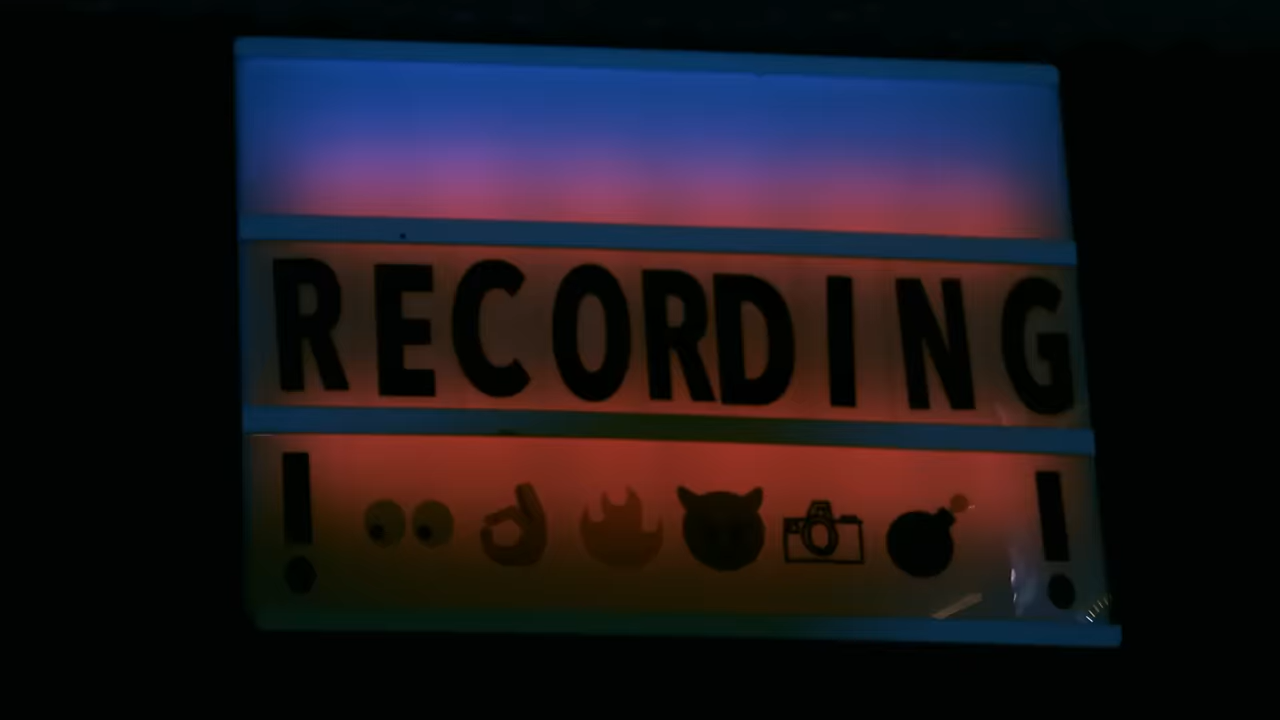 RECORDING
! 👀 👌 🔥 😈 📷 💣 !